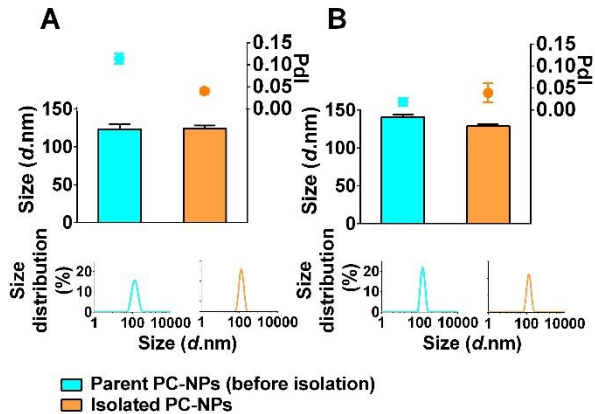 A
B
0.15
0.10
0.05
0.00
PdI
150
100
50
0
Size (d.nm)
0.15
0.10
0.05
0.00
PdI
150
100
50
0
Size (d.nm)
Size
distribution
(%)
20
10
0
1 100 10000
1 100 10000
Size (d.nm)
Size
distribution
(%)
20
10
0
1 100 10000
1 100 10000
Size (d.nm)
Parent PC-NPs (before isolation)
Isolated PC-NPs